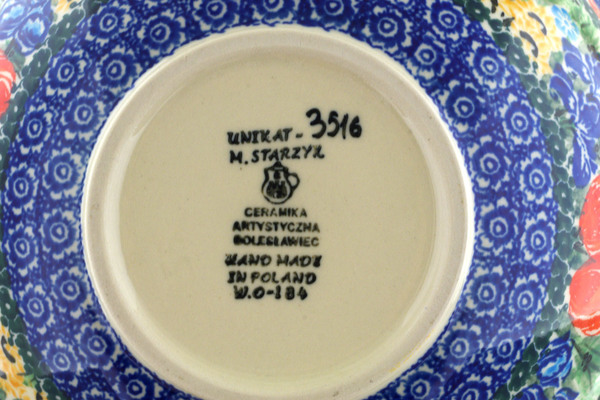 UNIKAT - 3516
M. STARZYK
CERAMIKA
ARTYSTYCZNA
BOLESŁAWIEC
HAND MADE
IN POLAND
W.O-184